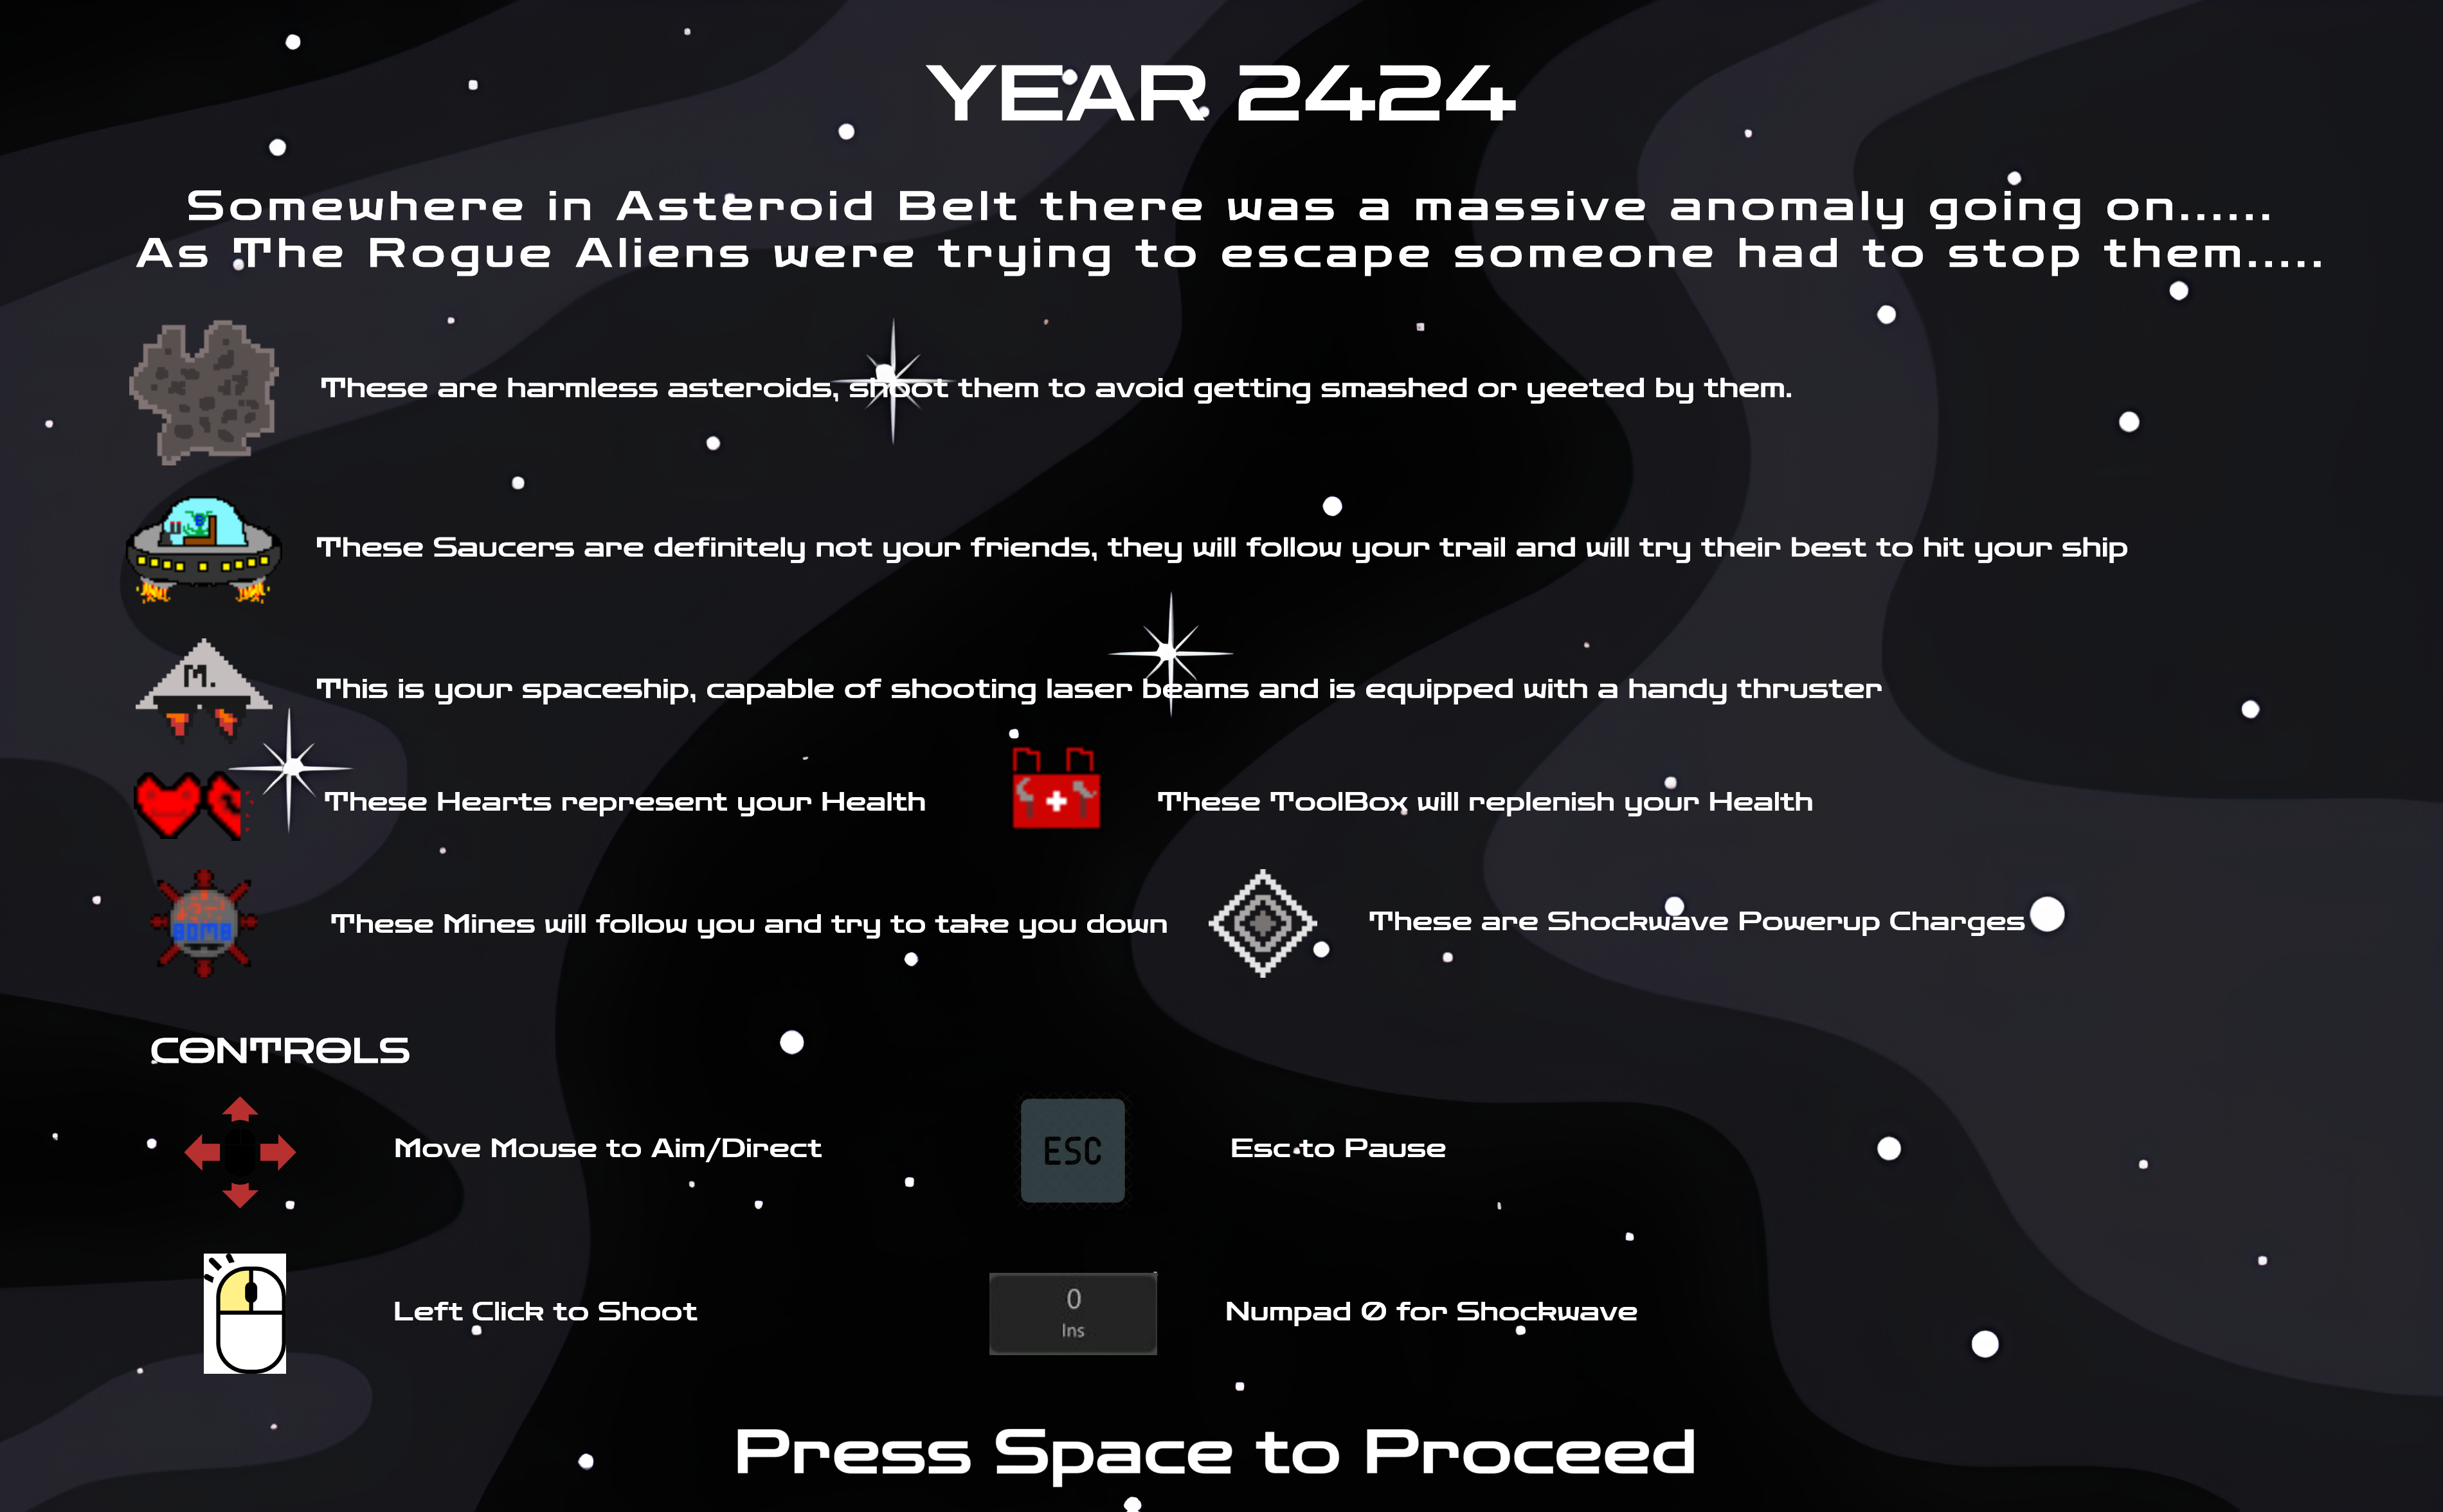 YEAR 2424
Somewhere in Asteroid Belt there was a massive anomaly going on......
As The Rogue Aliens were trying to escape someone had to stop them.....
These are harmless asteroids, shoot them to avoid getting smashed or yeeted by them.
These Saucers are definitely not your friends, they will follow your trail and will try their best to hit your ship
M.
This is your spaceship, capable of shooting laser beams and is equipped with a handy thruster
These Hearts represent your Health
These ToolBox will replenish your Health
BOMB
These Mines will follow you and try to take you down
These are Shockwave Powerup Charges
CONTROLS
Move Mouse to Aim/Direct
ESC
Esc to Pause
Left Click to Shoot
0
Ins
Numpad 0 for Shockwave
Press Space to Proceed